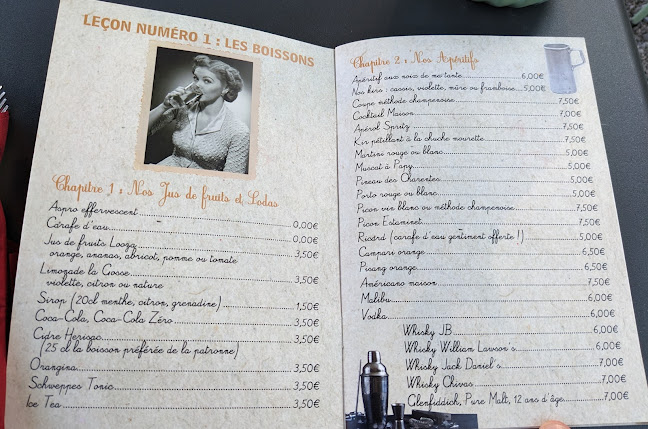 LEÇON NUMÉRO 1 : LES BOISSONS
Chapitre 1 : Nos Jus de fruits et Sodas
Aspro effervescent 0,00€
Carafe d'eau 0,00€
Jus de fruits Looza 3,50€
orange, ananas, abricot, pomme ou tomate
Limonade la Gosse 3,50€
violette, citron ou nature
Sirop (20cl menthe, citron, grenadine) 1,50€
Coca-Cola, Coca-Cola Zéro 3,50€
Cidre Kerisac 3,50€
(25 cl la boisson préférée de la patronne)
Orangina 3,50€
Schweppes Tonic 3,50€
Ice Tea 3,50€
Chapitre 2 : Nos Apéritifs
Apéritif aux noix de ma tante 6,00€
Nos kirs : cassis, violette, mûre ou framboise 5,00€
Coupe méthode champenoise 7,50€
Cocktail Maison 7,00€
Apérol Spritz 7,50€
Kir pétillant à la chuche mourette 7,50€
Martini rouge ou blanc 5,00€
Muscat à Papy 5,00€
Pineau des Charentes 5,00€
Porto rouge ou blanc 5,00€
Picon vin blanc ou méthode champenoise 7,50€
Picon Estaminet 7,50€
Ricard (carafe d'eau gentiment offerte !) 5,00€
Campari orange 6,50€
Pisang orange 6,50€
Américano maison 7,50€
Malibu 6,00€
Vodka 6,00€
Whisky JB 6,00€
Whisky William Lawson's 6,00€
Whisky Jack Daniel's 7,00€
Whisky Chivas 7,00€
Glenfiddich, Pure Malt, 12 ans d'âge 7,00€